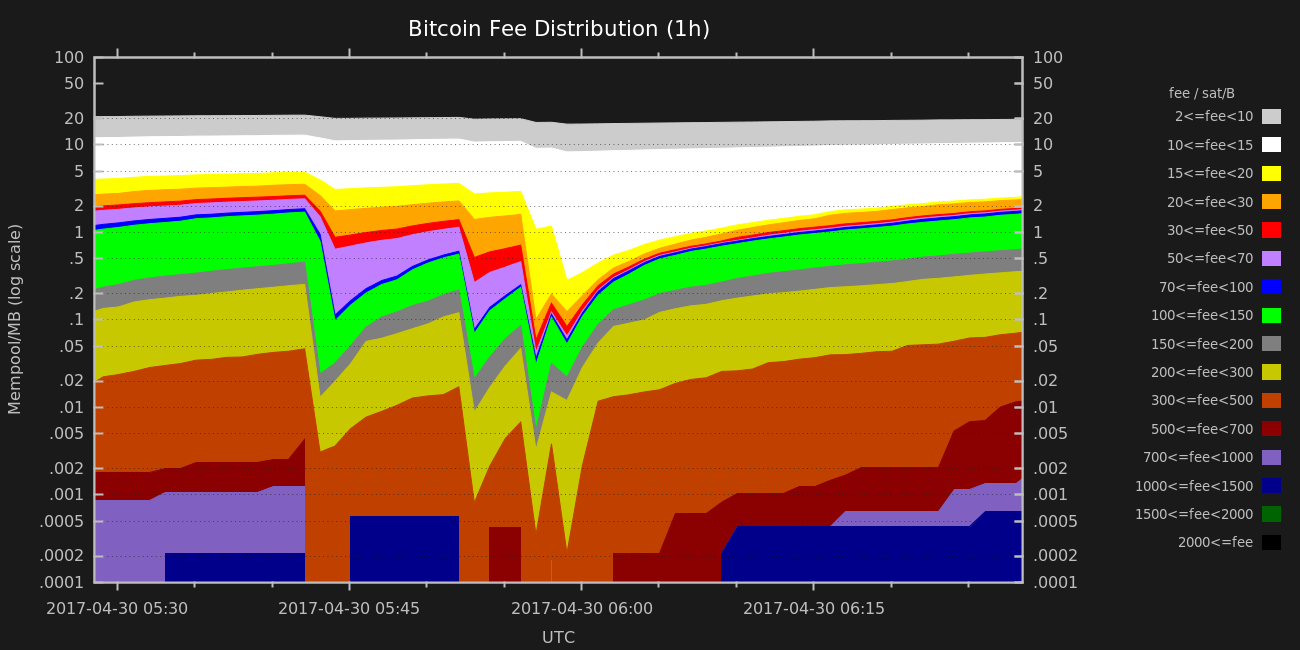 Bitcoin Fee Distribution (1h)
100 100
50 50
20 20
10 10
5 5
2 2
1 1
.5 .5
.2 .2
.1 .1
.05 .05
.02 .02
.01 .01
.005 .005
.002 .002
.001 .001
.0005 .0005
.0002 .0002
.0001 .0001
Mempool/MB (log scale)
2017-04-30 05:30 2017-04-30 05:45 2017-04-30 06:00 2017-04-30 06:15
UTC
fee / sat/B
2<=fee<10
10<=fee<15
15<=fee<20
20<=fee<30
30<=fee<50
50<=fee<70
70<=fee<100
100<=fee<150
150<=fee<200
200<=fee<300
300<=fee<500
500<=fee<700
700<=fee<1000
1000<=fee<1500
1500<=fee<2000
2000<=fee